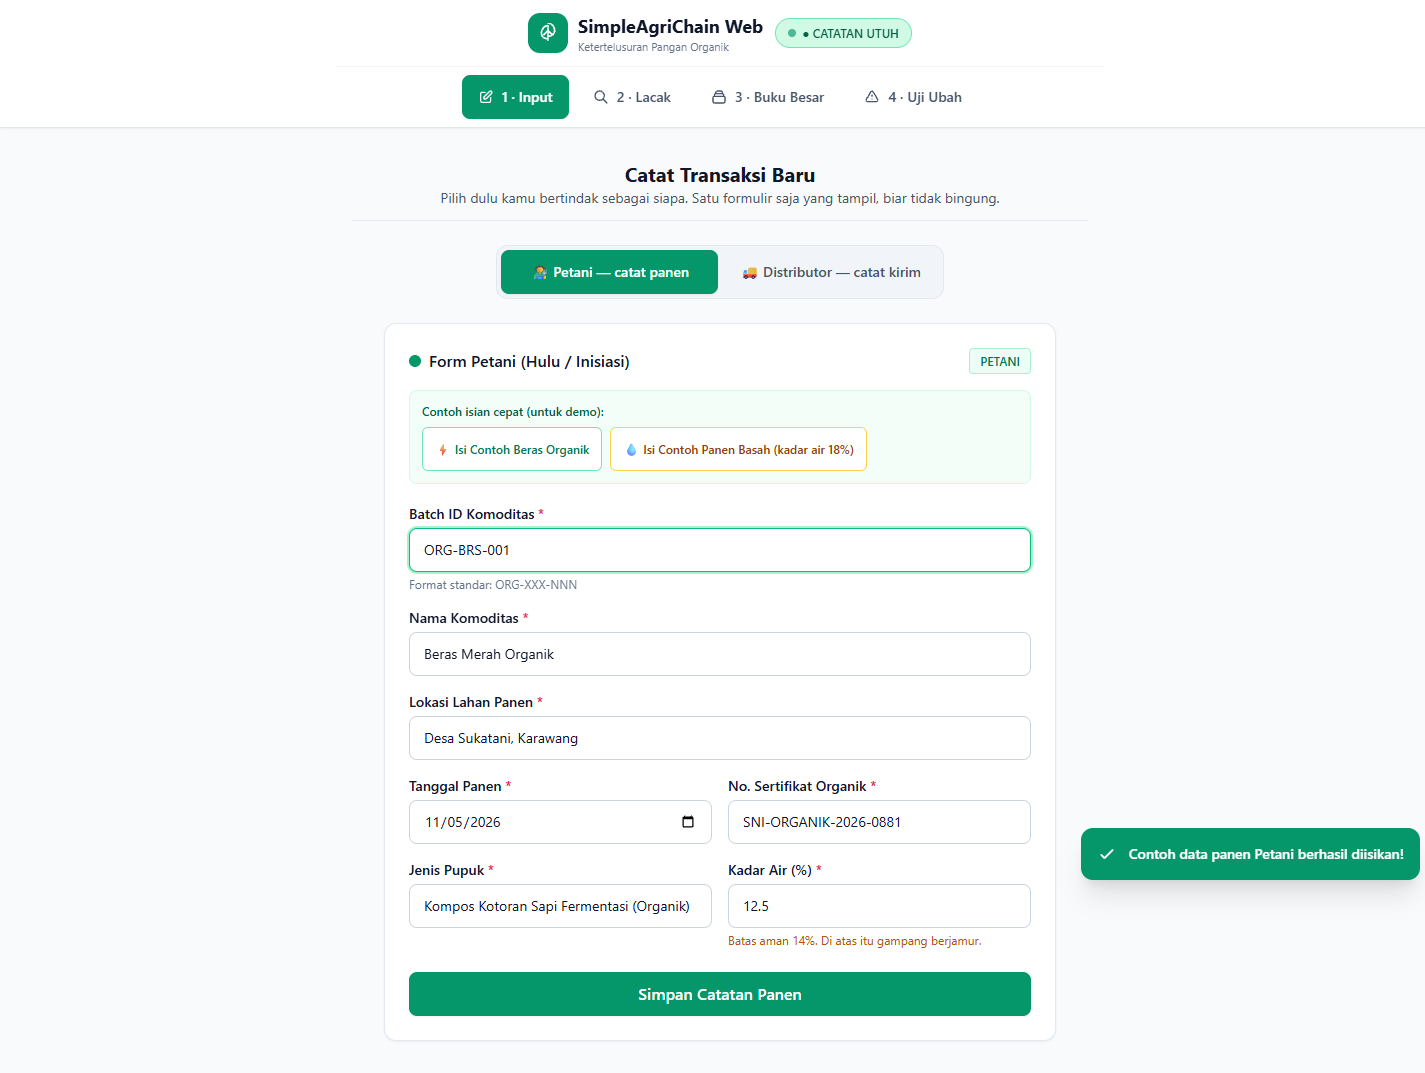 SimpleAgriChain Web
Ketertelusuran Pangan Organik
● CATATAN UTUH
1 · Input
2 · Lacak
3 · Buku Besar
4 · Uji Ubah
Catat Transaksi Baru
Pilih dulu kamu bertindak sebagai siapa. Satu formulir saja yang tampil, biar tidak bingung.
Petani — catat panen
Distributor — catat kirim
Form Petani (Hulu / Inisiasi)
PETANI
Contoh isian cepat (untuk demo):
Isi Contoh Beras Organik
Isi Contoh Panen Basah (kadar air 18%)
Batch ID Komoditas *
ORG-BRS-001
Format standar: ORG-XXX-NNN
Nama Komoditas *
Beras Merah Organik
Lokasi Lahan Panen *
Desa Sukatani, Karawang
Tanggal Panen *
11/05/2026
No. Sertifikat Organik *
SNI-ORGANIK-2026-0881
Jenis Pupuk *
Kompos Kotoran Sapi Fermentasi (Organik)
Kadar Air (%) *
12.5
Batas aman 14%. Di atas itu gampang berjamur.
Simpan Catatan Panen
Contoh data panen Petani berhasil diisikan!